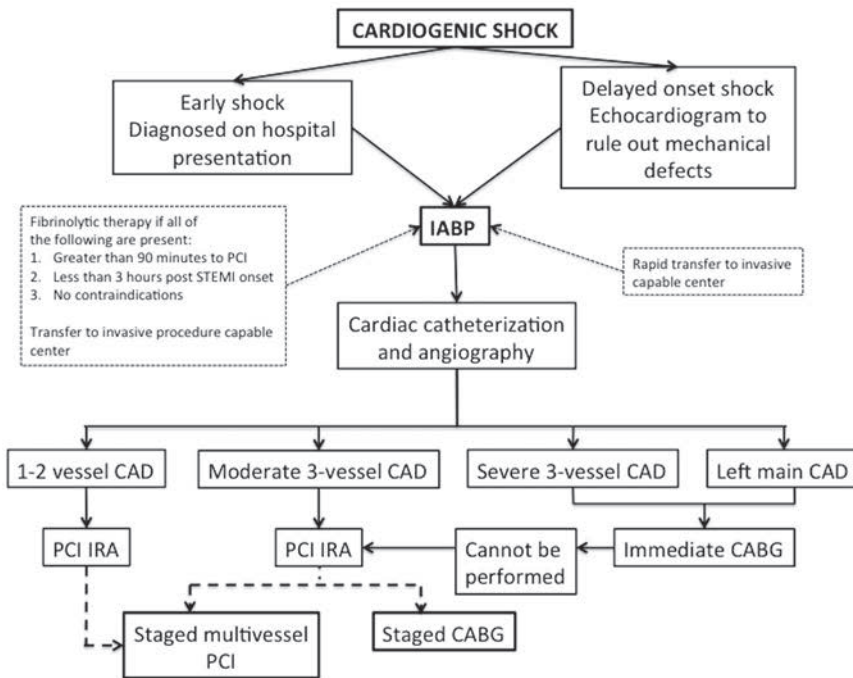 CARDIOGENIC SHOCK
Early shock
Diagnosed on hospital
presentation
Delayed onset shock
Echocardiogram to
rule out mechanical
defects
Fibrinolytic therapy if all of
the following are present:
1. Greater than 90 minutes to PCI
2. Less than 3 hours post STEMI onset
3. No contraindications
Transfer to invasive procedure capable
center
IABP
Rapid transfer to invasive
capable center
Cardiac catheterization
and angiography
1-2 vessel CAD
Moderate 3-vessel CAD
Severe 3-vessel CAD
Left main CAD
PCI IRA
PCI IRA
Cannot be
performed
Immediate CABG
Staged multivessel
PCI
Staged CABG